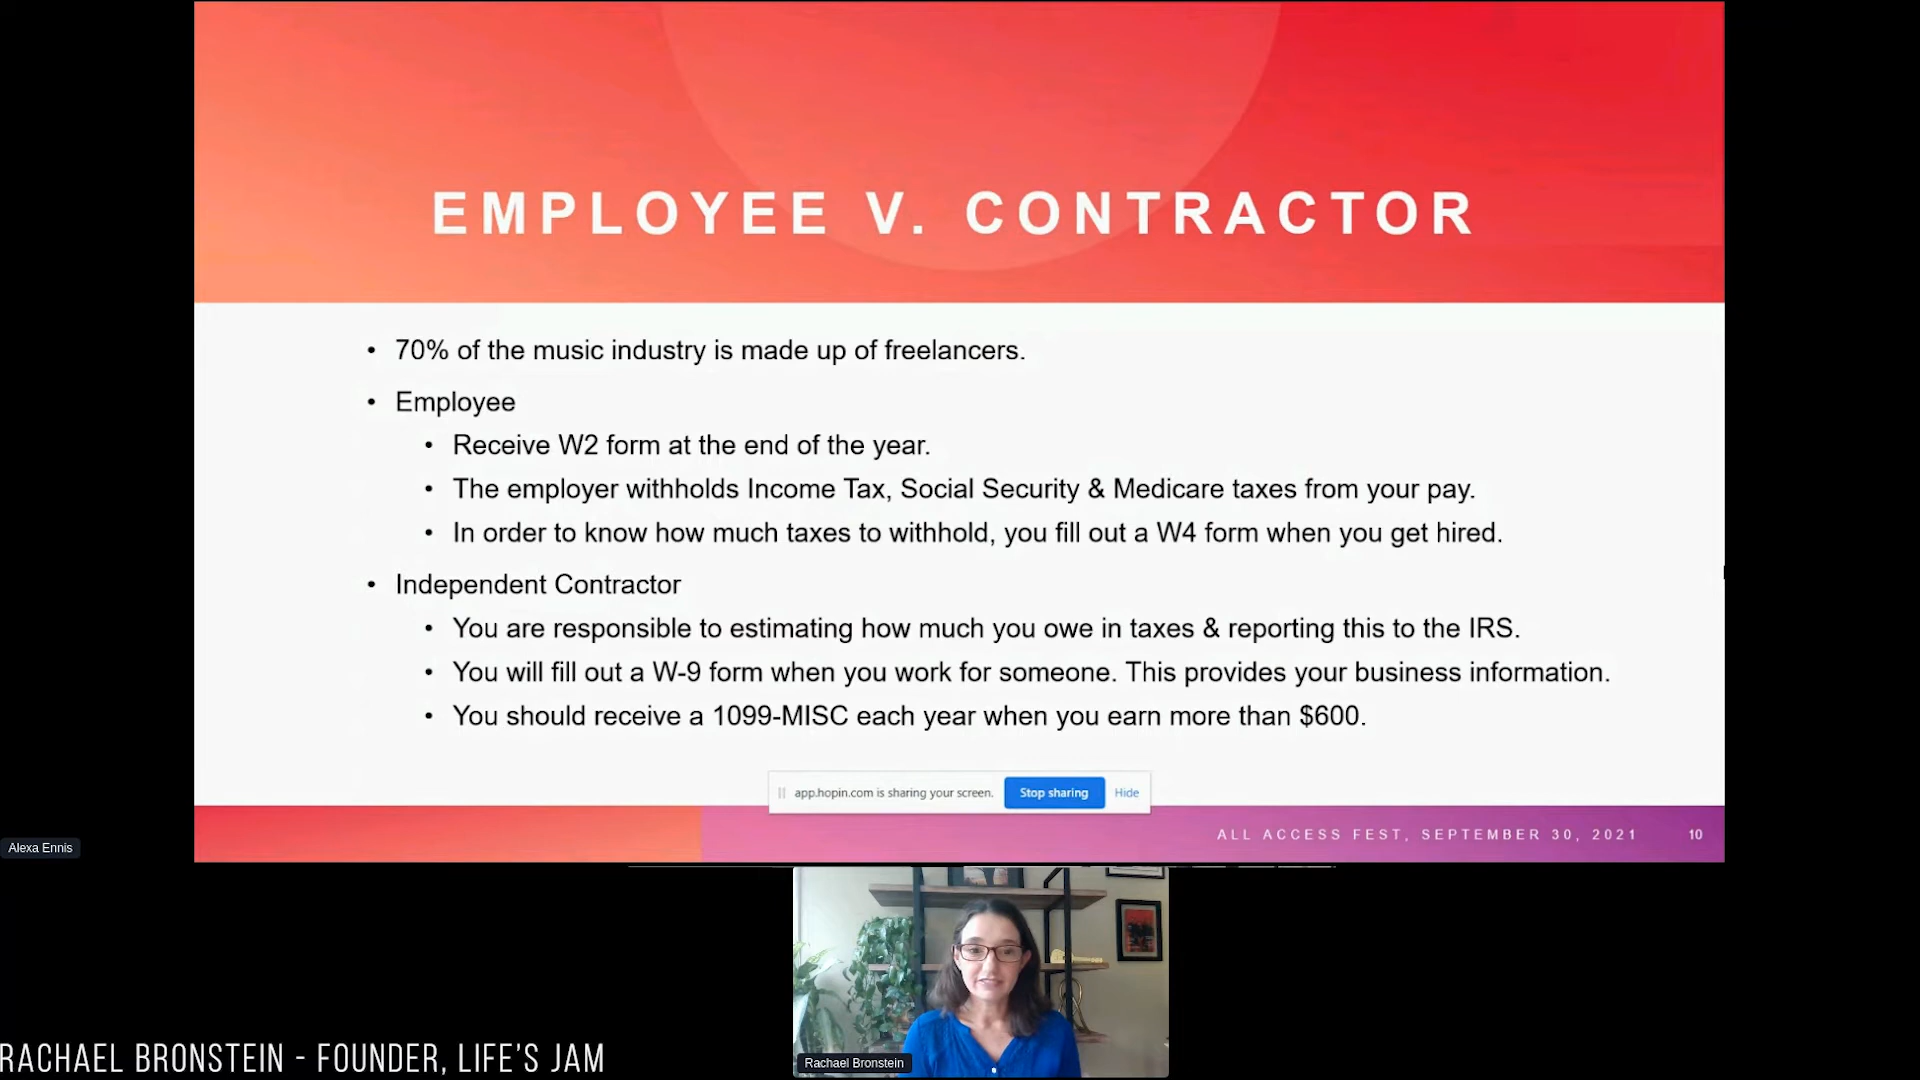 EMPLOYEE V. CONTRACTOR
• 70% of the music industry is made up of freelancers.
• Employee
• Receive W2 form at the end of the year.
• The employer withholds Income Tax, Social Security & Medicare taxes from your pay.
• In order to know how much taxes to withhold, you fill out a W4 form when you get hired.
• Independent Contractor
• You are responsible to estimating how much you owe in taxes & reporting this to the IRS.
• You will fill out a W-9 form when you work for someone. This provides your business information.
• You should receive a 1099-MISC each year when you earn more than $600.
app.hopin.com is sharing your screen. Stop sharing Hide
ALL ACCESS FEST, SEPTEMBER 30, 2021 10
Alexa Ennis
Rachael Bronstein
RACHAEL BRONSTEIN - FOUNDER, LIFE'S JAM